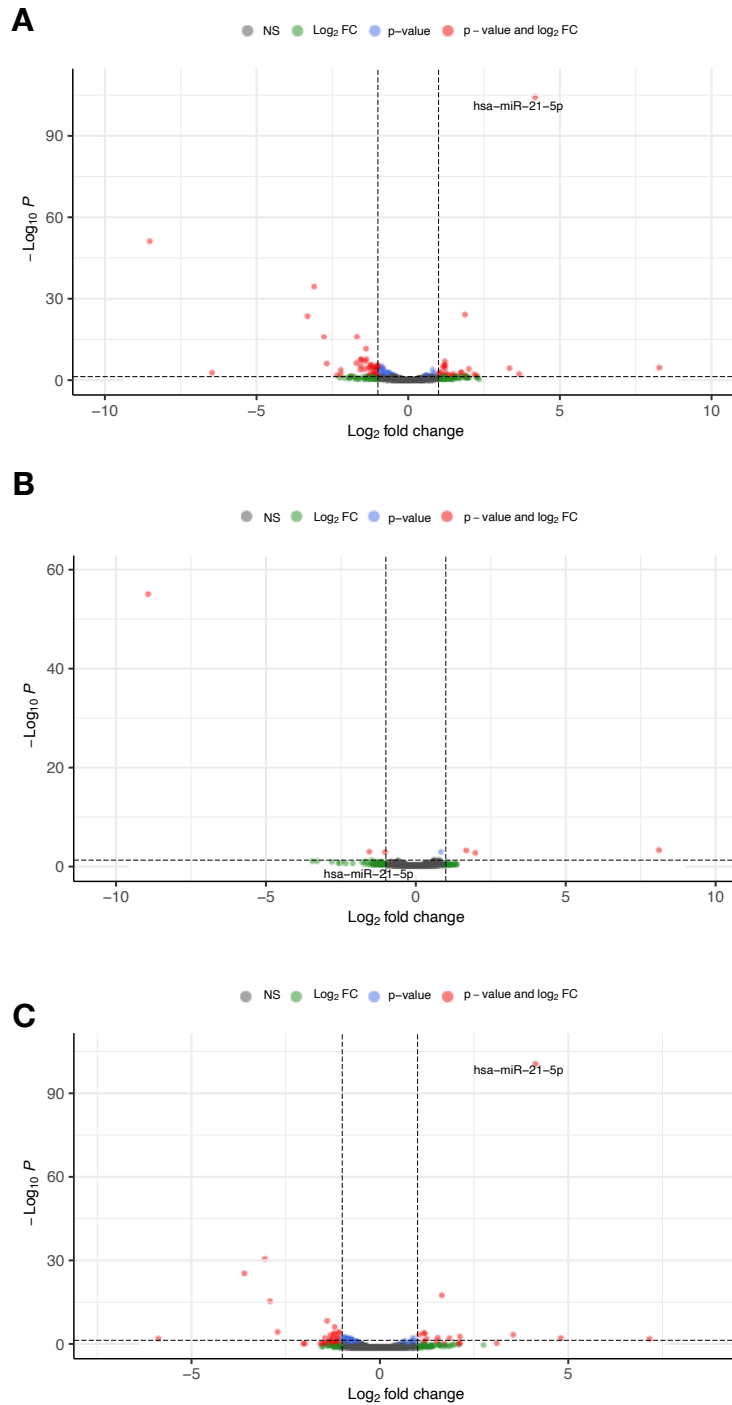 A
NS Log₂ FC p−value p − value and log₂ FC
hsa−miR−21−5p
90
60
30
0
−Log₁₀ P
−10 −5 0 5 10
Log₂ fold change
B
NS Log₂ FC p−value p − value and log₂ FC
60
40
20
0
−Log₁₀ P
hsa−miR−21−5p
−10 −5 0 5 10
Log₂ fold change
C
NS Log₂ FC p−value p − value and log₂ FC
hsa−miR−21−5p
90
60
30
0
−Log₁₀ P
−5 0 5
Log₂ fold change